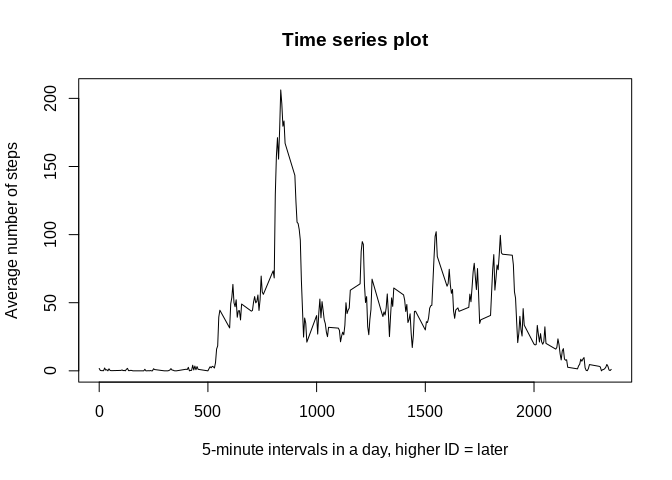 Time series plot
Average number of steps
200
150
100
50
0
0 500 1000 1500 2000
5-minute intervals in a day, higher ID = later